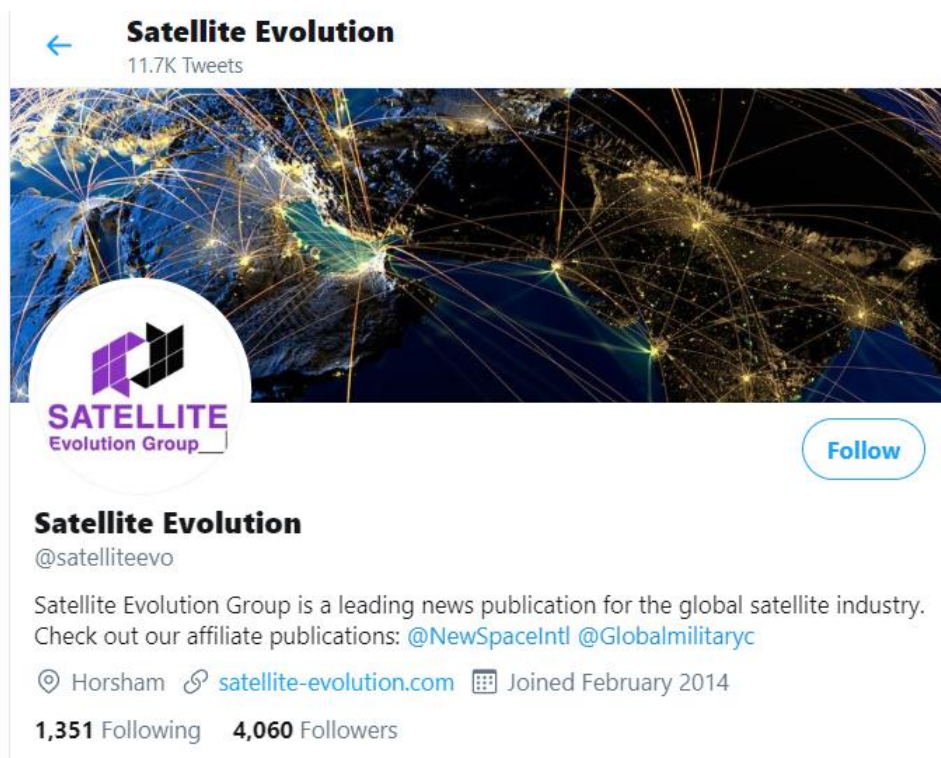 Satellite Evolution
11.7K Tweets
SATELLITE
Evolution Group__
Follow
Satellite Evolution
@satelliteevo
Satellite Evolution Group is a leading news publication for the global satellite industry.
Check out our affiliate publications: @NewSpaceIntl @Globalmilitaryc
Horsham satellite-evolution.com Joined February 2014
1,351 Following 4,060 Followers